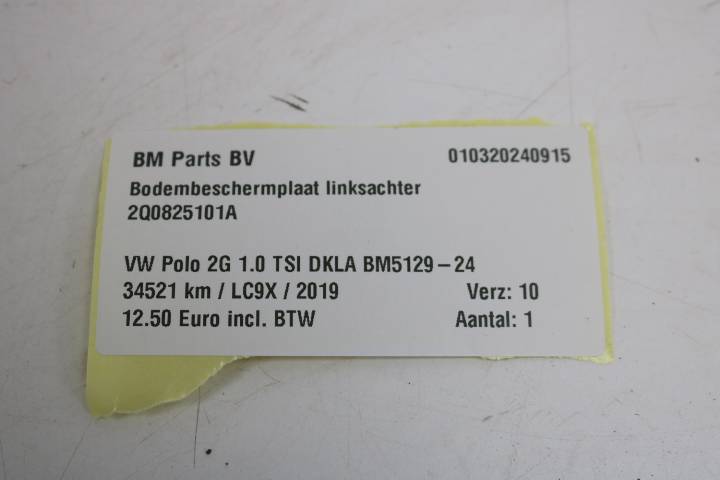 BM Parts BV 010320240915
Bodembeschermplaat linksachter
2Q0825101A
VW Polo 2G 1.0 TSI DKLA BM5129-24
34521 km / LC9X / 2019 Verz: 10
12.50 Euro incl. BTW Aantal: 1